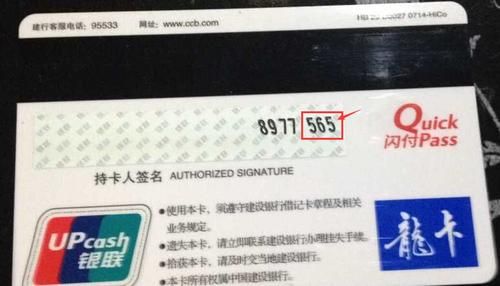 建行客服电话：95533 网址：www.ccb.com 0714-HiCo
8977 565
Quick
闪付Pass
持卡人签名 AUTHORIZED SIGNATURE
UPcash
银联
●使用本卡，须遵守建设银行借记卡章程及相关
业务规定。
●遗失本卡，请立即联系建设银行办理挂失手续。
●拾获本卡，请及时交当地建设银行。
●本卡所有权属中国建设银行。
龙卡